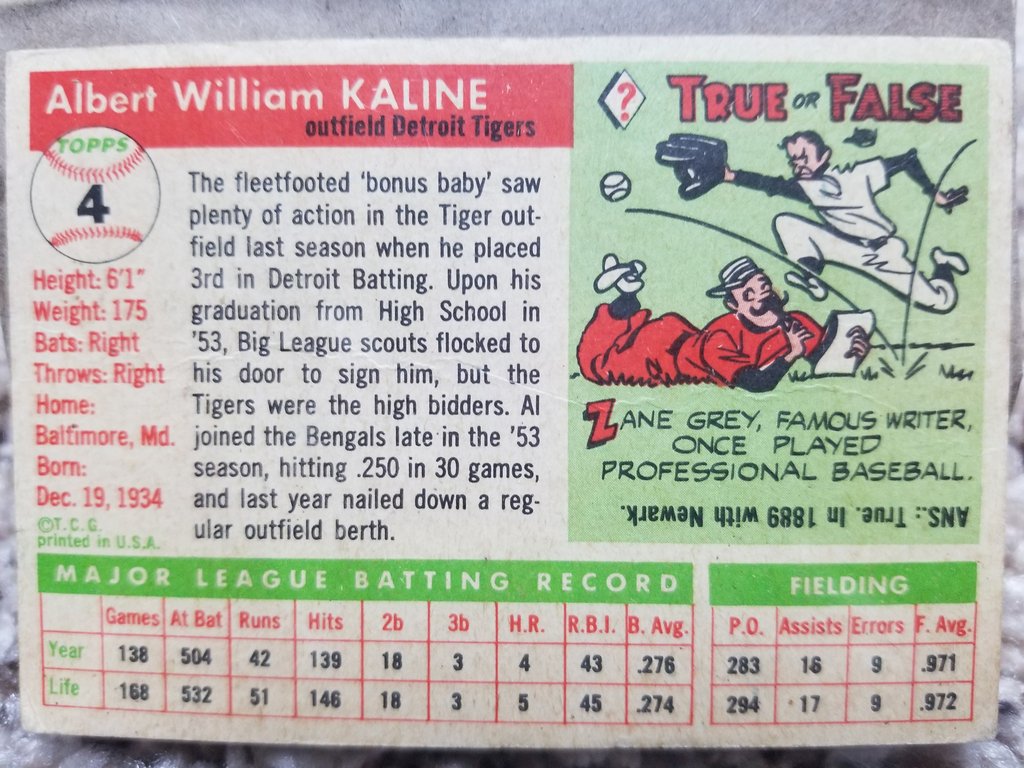 Albert William KALINE
outfield Detroit Tigers
TOPPS
4
Height: 6'1"
Weight: 175
Bats: Right
Throws: Right
Home:
Baltimore, Md.
Born:
Dec. 19, 1934
©T.C.G.
printed in U.S.A.
The fleetfooted 'bonus baby' saw
plenty of action in the Tiger out-
field last season when he placed
3rd in Detroit Batting. Upon his
graduation from High School in
'53, Big League scouts flocked to
his door to sign him, but the
Tigers were the high bidders. Al
joined the Bengals late in the '53
season, hitting .250 in 30 games,
and last year nailed down a reg-
ular outfield berth.
? TRUE OR FALSE
ZANE GREY, FAMOUS WRITER,
ONCE PLAYED
PROFESSIONAL BASEBALL.
ANS.: True. In 1889 with Newark.
MAJOR LEAGUE BATTING RECORD FIELDING
Games At Bat Runs Hits 2b 3b H.R. R.B.I. B. Avg. P.O. Assists Errors F. Avg.
Year 138 504 42 139 18 3 4 43 .276 283 16 9 .971
Life 168 532 51 146 18 3 5 45 .274 294 17 9 .972